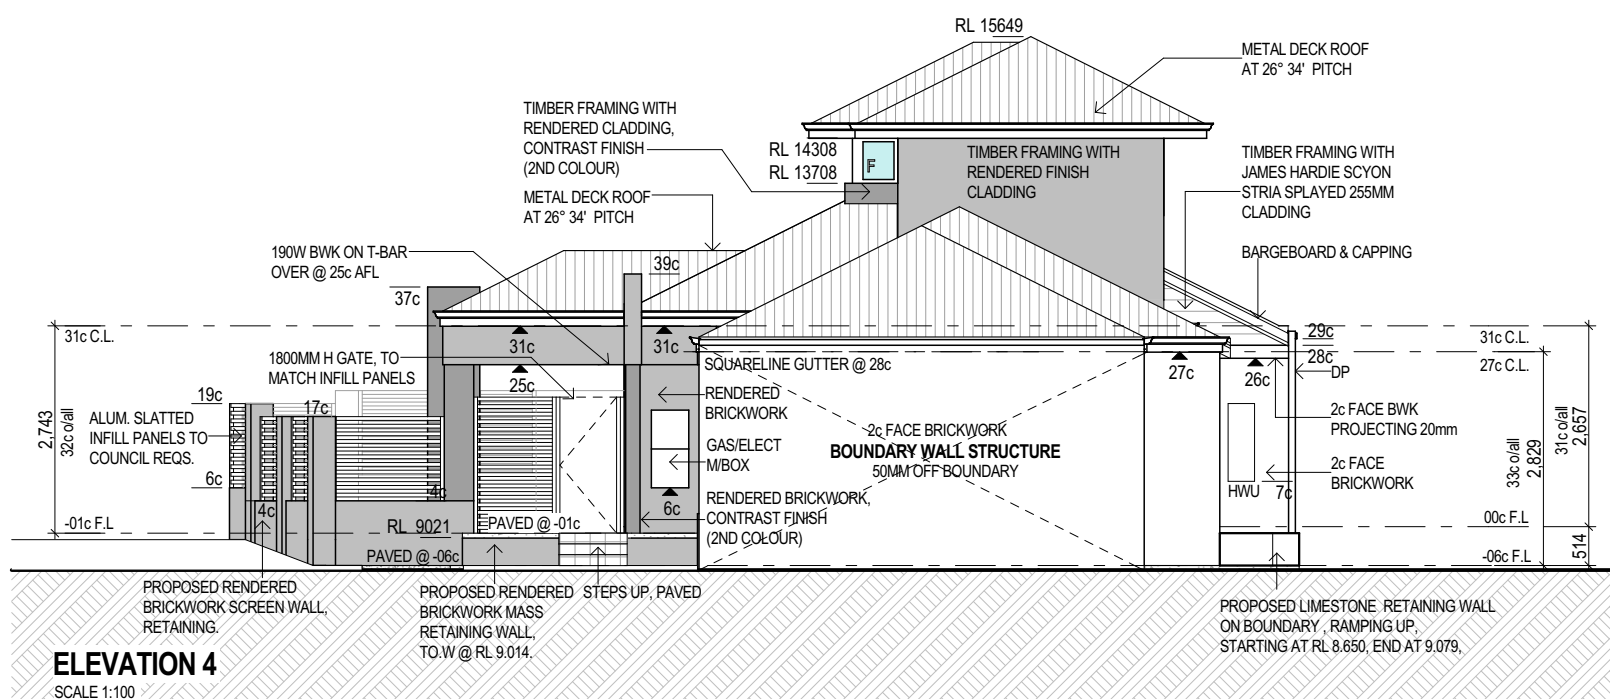 RL 15649
METAL DECK ROOF
AT 26° 34' PITCH
TIMBER FRAMING WITH
RENDERED CLADDING,
CONTRAST FINISH
(2ND COLOUR)
RL 14308
RL 13708
F
TIMBER FRAMING WITH
RENDERED FINISH
CLADDING
TIMBER FRAMING WITH
JAMES HARDIE SCYON
STRIA SPLAYED 255MM
CLADDING
METAL DECK ROOF
AT 26° 34' PITCH
190W BWK ON T-BAR
OVER @ 25c AFL
BARGEBOARD & CAPPING
39c
37c
31c C.L.
31c
31c
29c
31c C.L.
28c
27c C.L.
1800MM H GATE, TO
MATCH INFILL PANELS
25c
SQUARELINE GUTTER @ 28c
27c
26c
DP
19c
17c
ALUM. SLATTED
INFILL PANELS TO
COUNCIL REQS.
RENDERED
BRICKWORK
2c FACE BWK
PROJECTING 20mm
2,743
32c o/all
2c FACE BRICKWORK
BOUNDARY WALL STRUCTURE
50MM OFF BOUNDARY
GAS/ELECT
M/BOX
2c FACE
BRICKWORK
33c o/all
2,829
31c o/all
2,657
6c
4c
4c
6c
HWU
7c
RENDERED BRICKWORK,
CONTRAST FINISH
(2ND COLOUR)
-01c F.L
RL 9021
PAVED @ -01c
00c F.L
PAVED @ -06c
-06c F.L
514
PROPOSED RENDERED
BRICKWORK SCREEN WALL,
RETAINING.
PROPOSED RENDERED
BRICKWORK MASS
RETAINING WALL,
TO.W @ RL 9.014.
STEPS UP, PAVED
PROPOSED LIMESTONE RETAINING WALL
ON BOUNDARY , RAMPING UP,
STARTING AT RL 8.650, END AT 9.079,
ELEVATION 4
SCALE 1:100